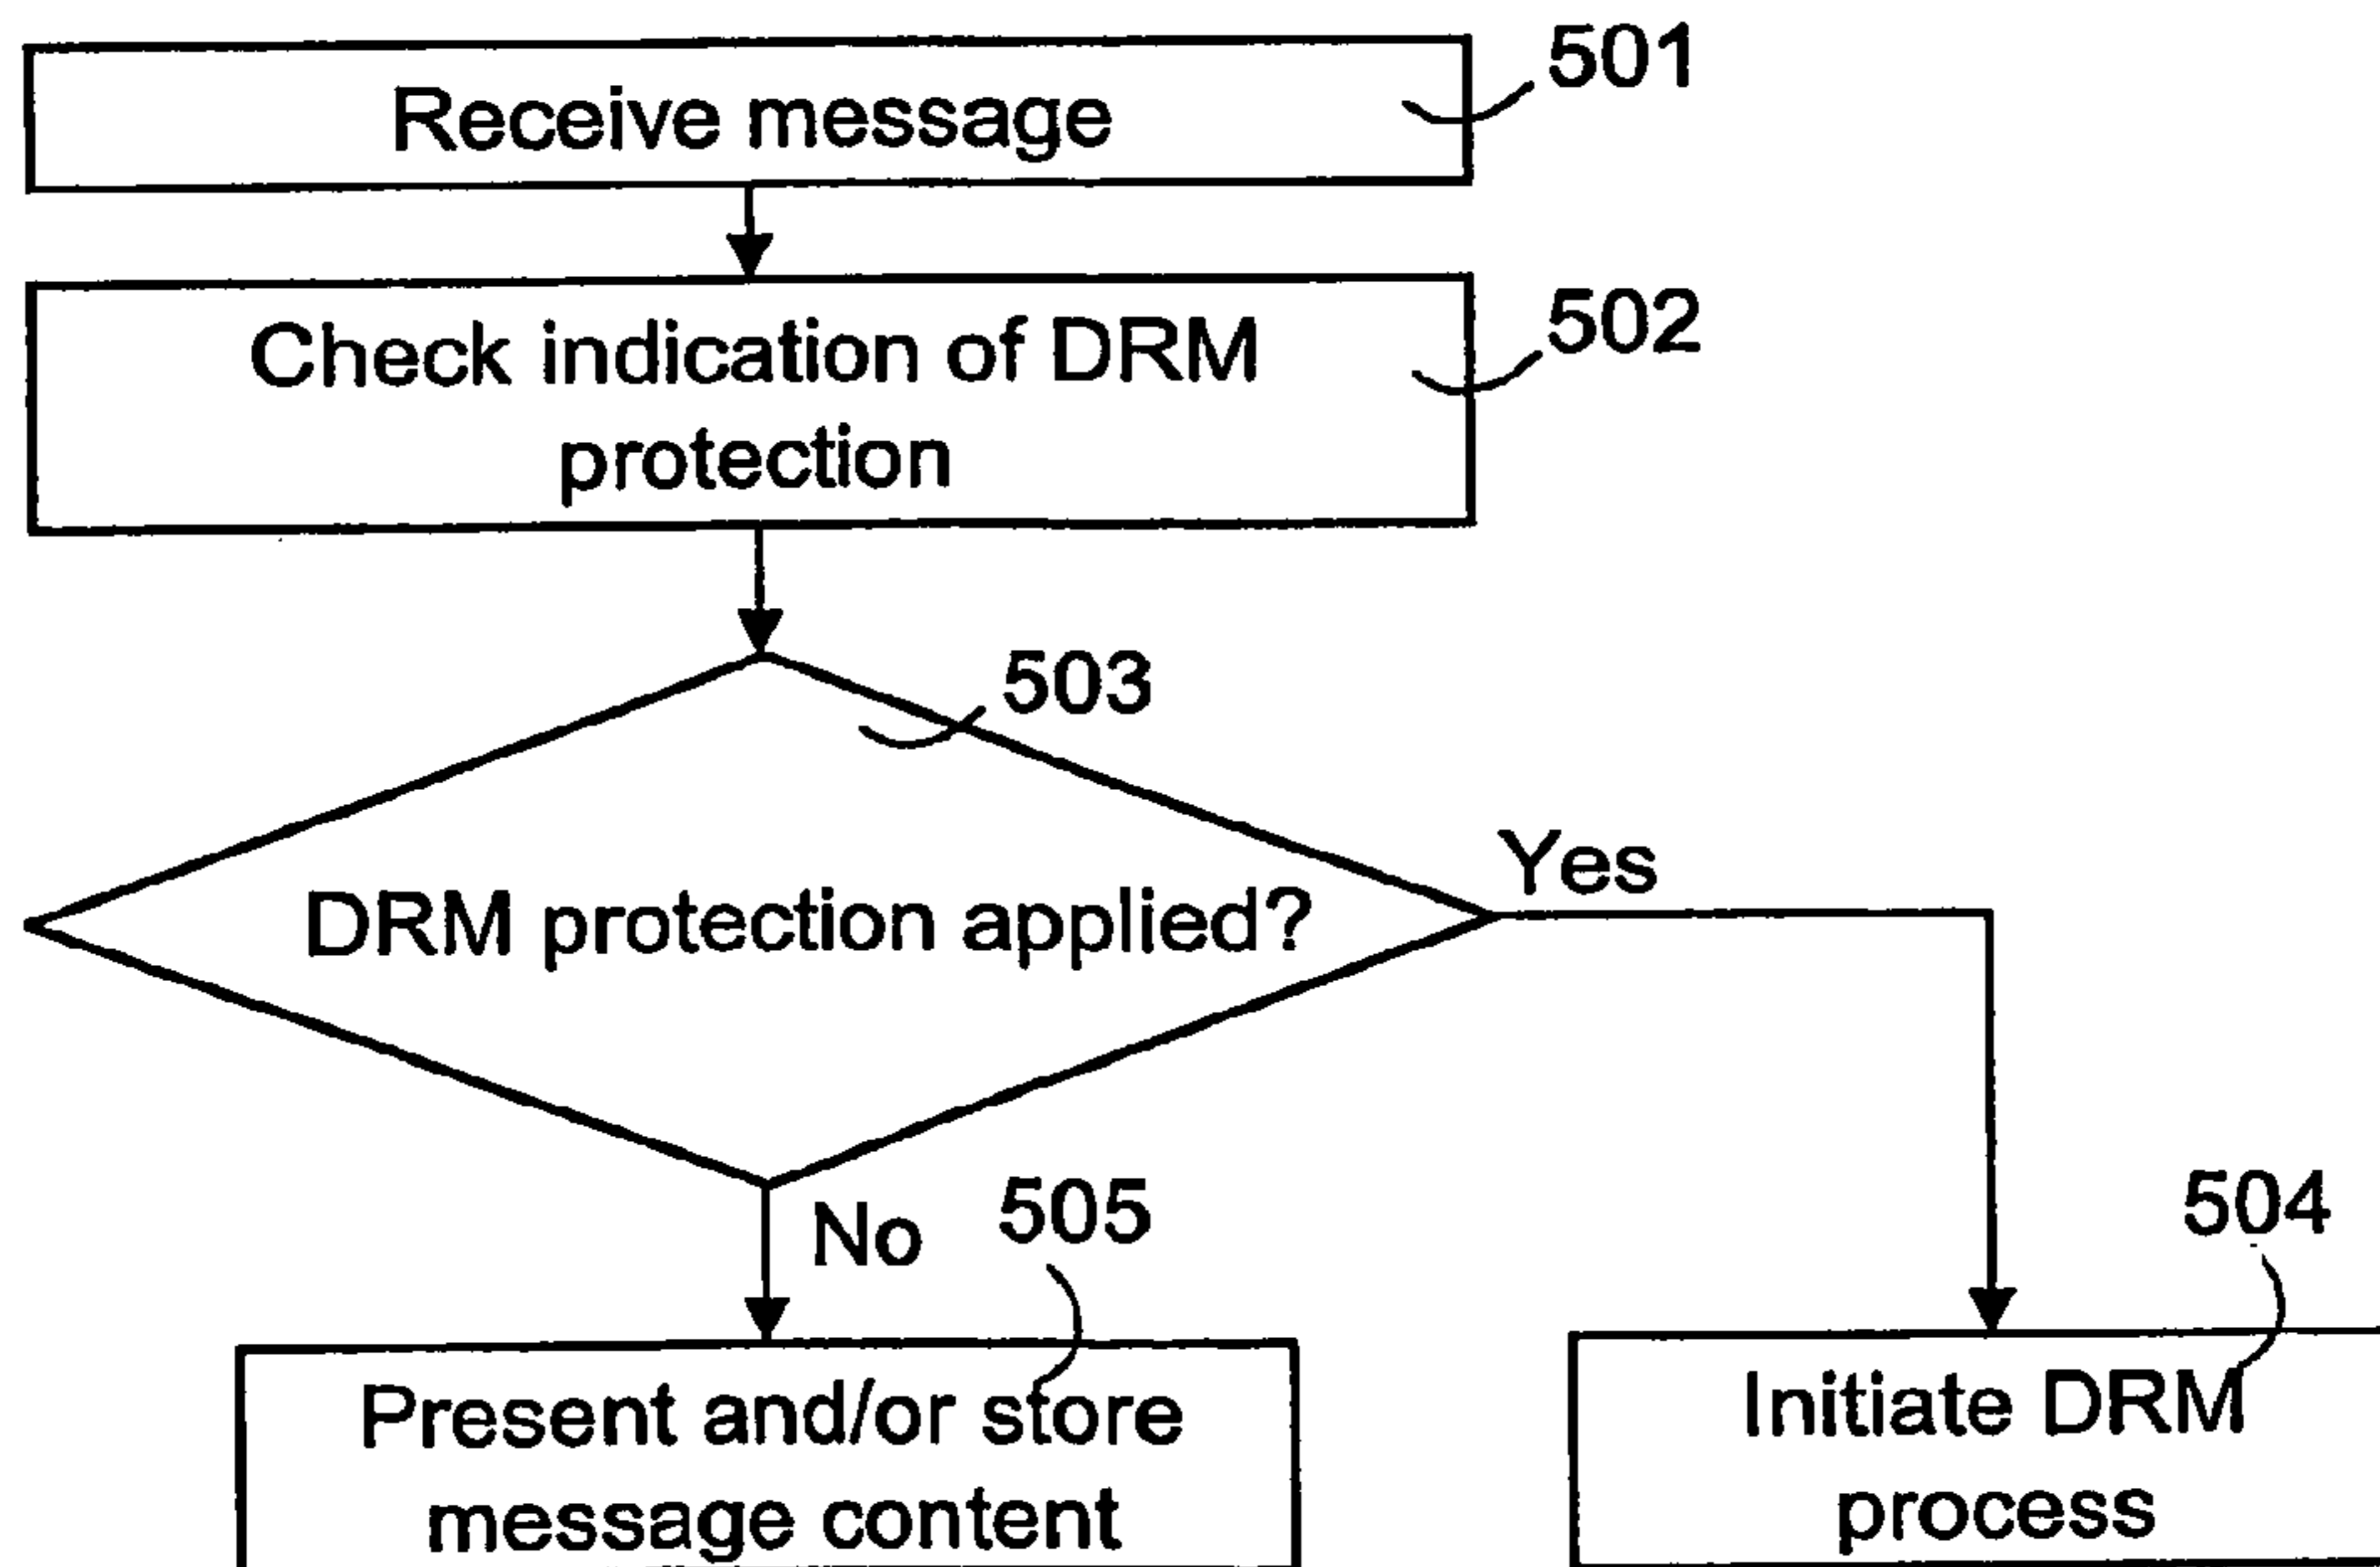 501
Receive message
502
Check indication of DRM
protection
503
DRM protection applied?
Yes
No
505
504
Present and/or store
message content
Initiate DRM
process